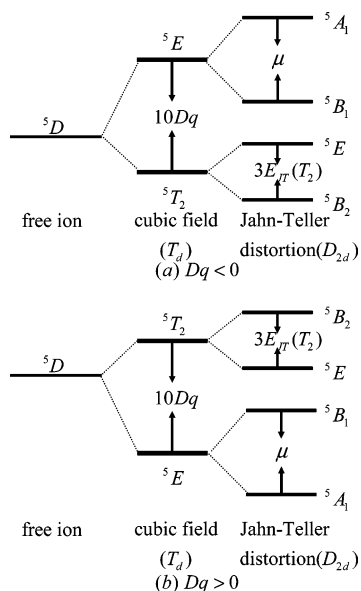 ⁵A₁
⁵E
μ
⁵D
10Dq
⁵B₁
⁵E
3E_JT(T₂)
⁵T₂
⁵B₂
free ion cubic field Jahn-Teller
(T_d) distortion(D₂d)
(a) Dq<0
⁵B₂
⁵T₂
3E_JT(T₂)
⁵D
⁵E
10Dq
⁵B₁
⁵E
μ
⁵A₁
free ion cubic field Jahn-Teller
(T_d) distortion(D₂d)
(b) Dq>0